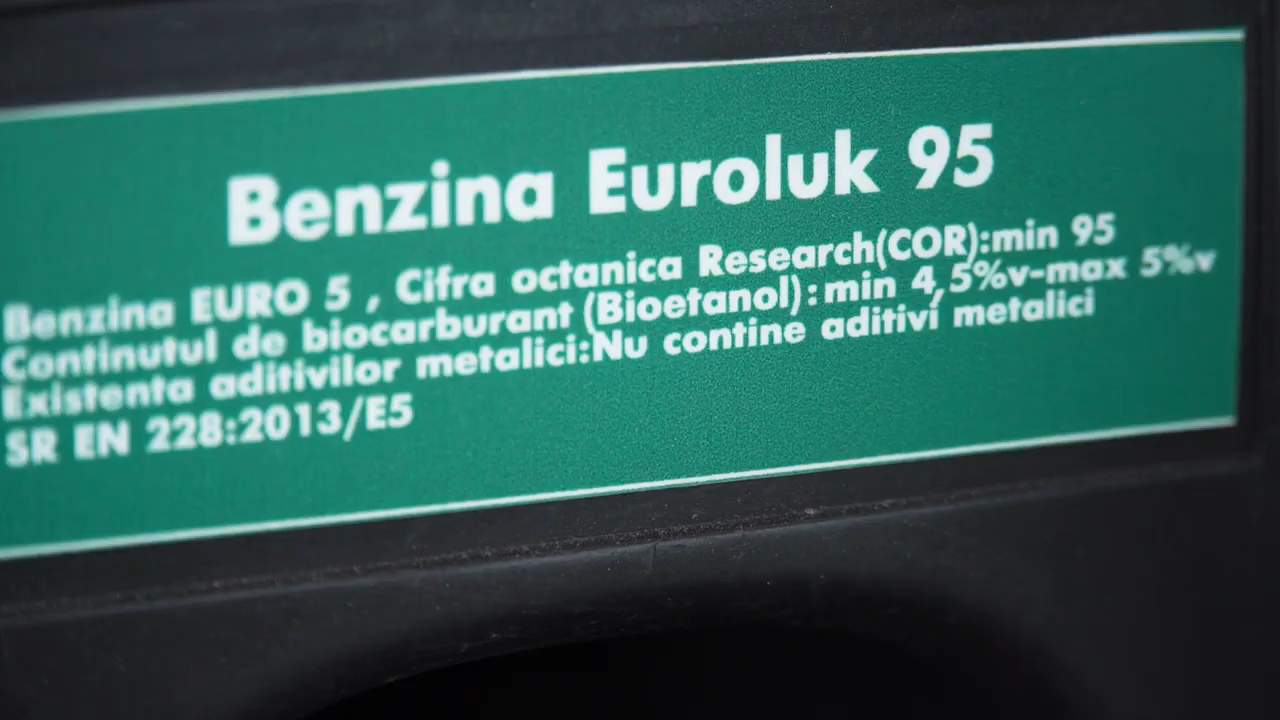 Benzina Euroluk 95
Benzina EURO 5 , Cifra octanica Research(COR):min 95
Continutul de biocarburant (Bioetanol):min 4,5%v-max 5%v
Existenta aditivilor metalici:Nu contine aditivi metalici
SR EN 228:2013/E5